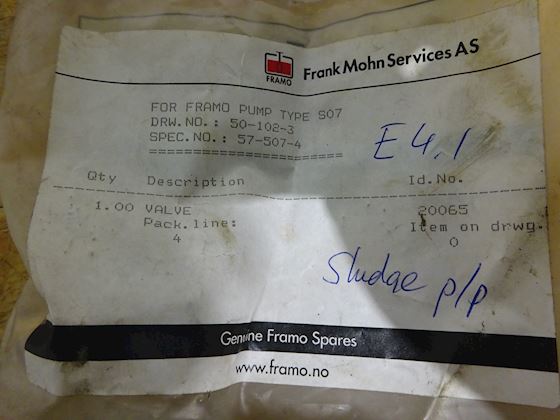 FRAMO
Frank Mohn Services AS
FOR FRAMO PUMP TYPE S07
DRW.NO.: 50-102-3
SPEC.NO.: 57-507-4
==========================
E 4.1
Qty Description Id.No.
1.00 VALVE 20065
Pack.line: Item on drwg.
4 0
Sludge p/p
Genuine Framo Spares
www.framo.no